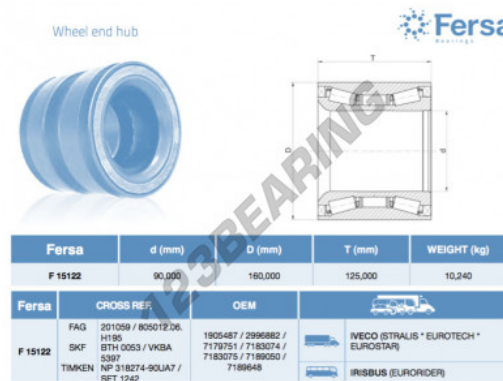 Wheel end hub
Fersa
Bearings
T
D
d
123BEARING
Fersa d (mm) D (mm) T (mm) WEIGHT (kg)
F 15122 90,000 160,000 125,000 10,240
Fersa CROSS REF. OEM
F 15122
FAG 201059 / 805012.06. H195
SKF BTH 0053 / VKBA 5397
TIMKEN NP 318274-90UA7 / SET 1242
1905487 / 2996882 /
7179751 / 7183074 /
7183075 / 7189050 /
7189648
IVECO (STRALIS * EUROTECH *
EUROSTAR)
IRISBUS (EURORIDER)